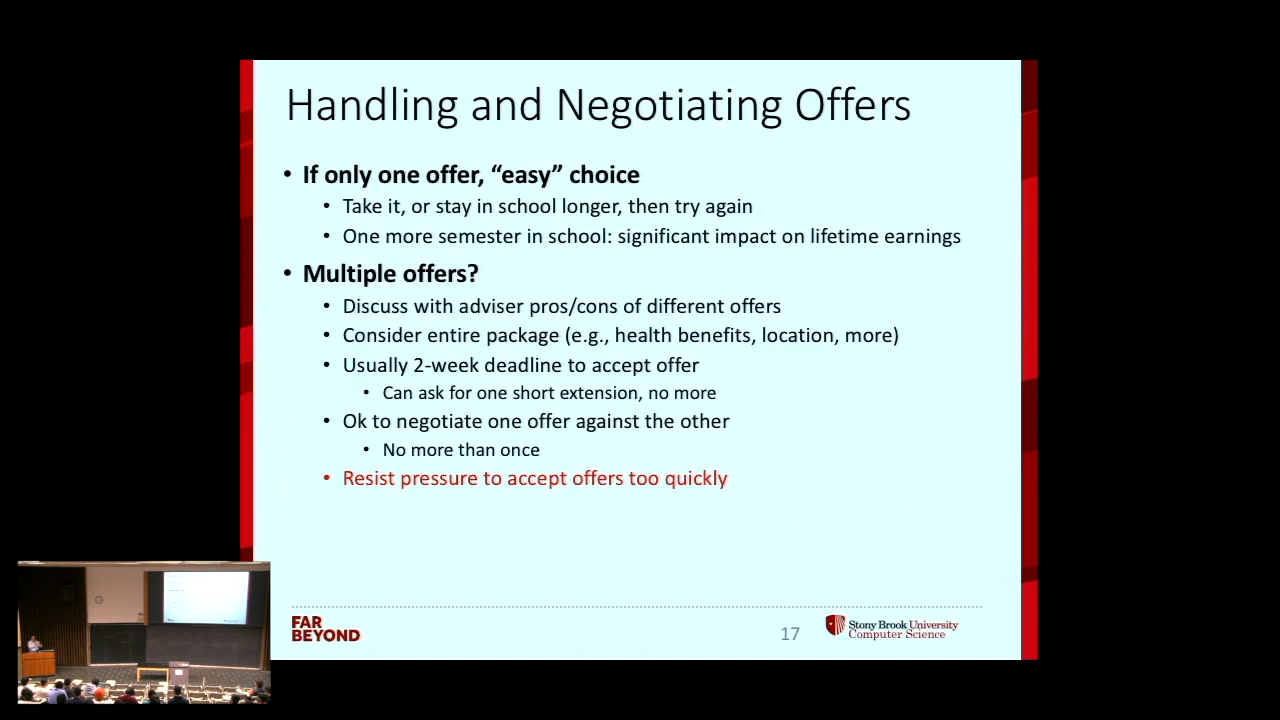 Handling and Negotiating Offers
• If only one offer, “easy” choice
• Take it, or stay in school longer, then try again
• One more semester in school: significant impact on lifetime earnings
• Multiple offers?
• Discuss with adviser pros/cons of different offers
• Consider entire package (e.g., health benefits, location, more)
• Usually 2-week deadline to accept offer
• Can ask for one short extension, no more
• Ok to negotiate one offer against the other
• No more than once
• Resist pressure to accept offers too quickly
FAR
BEYOND
17
Stony Brook University
Computer Science